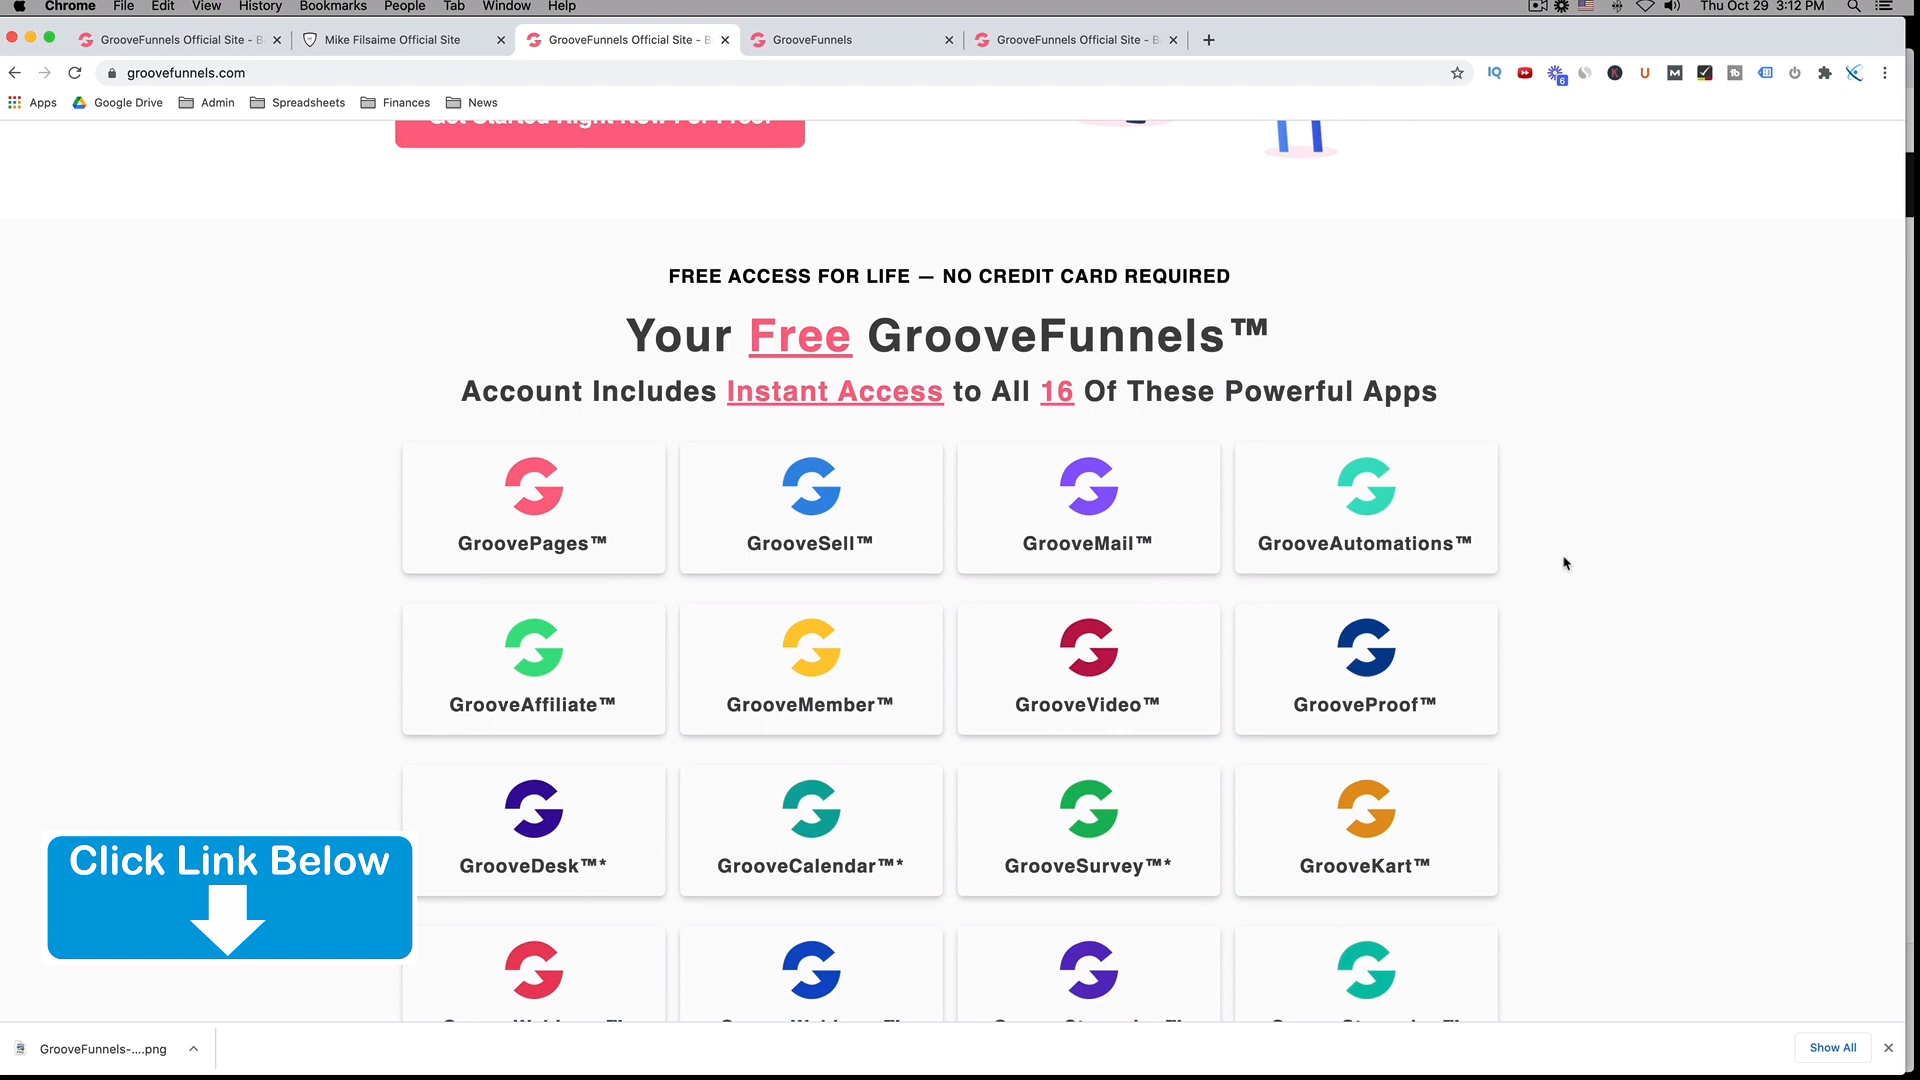 Chrome File Edit View History Bookmarks People Tab Window Help Thu Oct 29 3:12 PM
GrooveFunnels Official Site - B Mike Filsaime Official Site GrooveFunnels Official Site - B GrooveFunnels GrooveFunnels Official Site - B
groovefunnels.com
Apps Google Drive Admin Spreadsheets Finances News
FREE ACCESS FOR LIFE — NO CREDIT CARD REQUIRED
Your Free GrooveFunnels™
Account Includes Instant Access to All 16 Of These Powerful Apps
GroovePages™ GrooveSell™ GrooveMail™ GrooveAutomations™
GrooveAffiliate™ GrooveMember™ GrooveVideo™ GrooveProof™
GrooveDesk™* GrooveCalendar™* GrooveSurvey™* GrooveKart™
Click Link Below
GrooveFunnels-....png
Show All